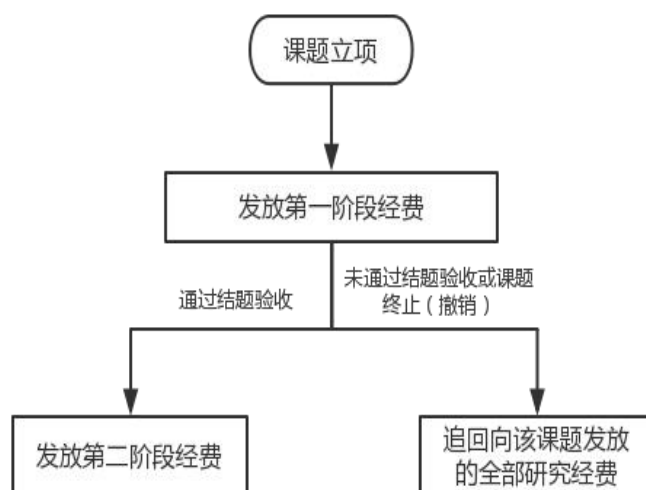 课题立项
发放第一阶段经费
通过结题验收
未通过结题验收或课题
终止（撤销）
发放第二阶段经费
追回向该课题发放
的全部研究经费